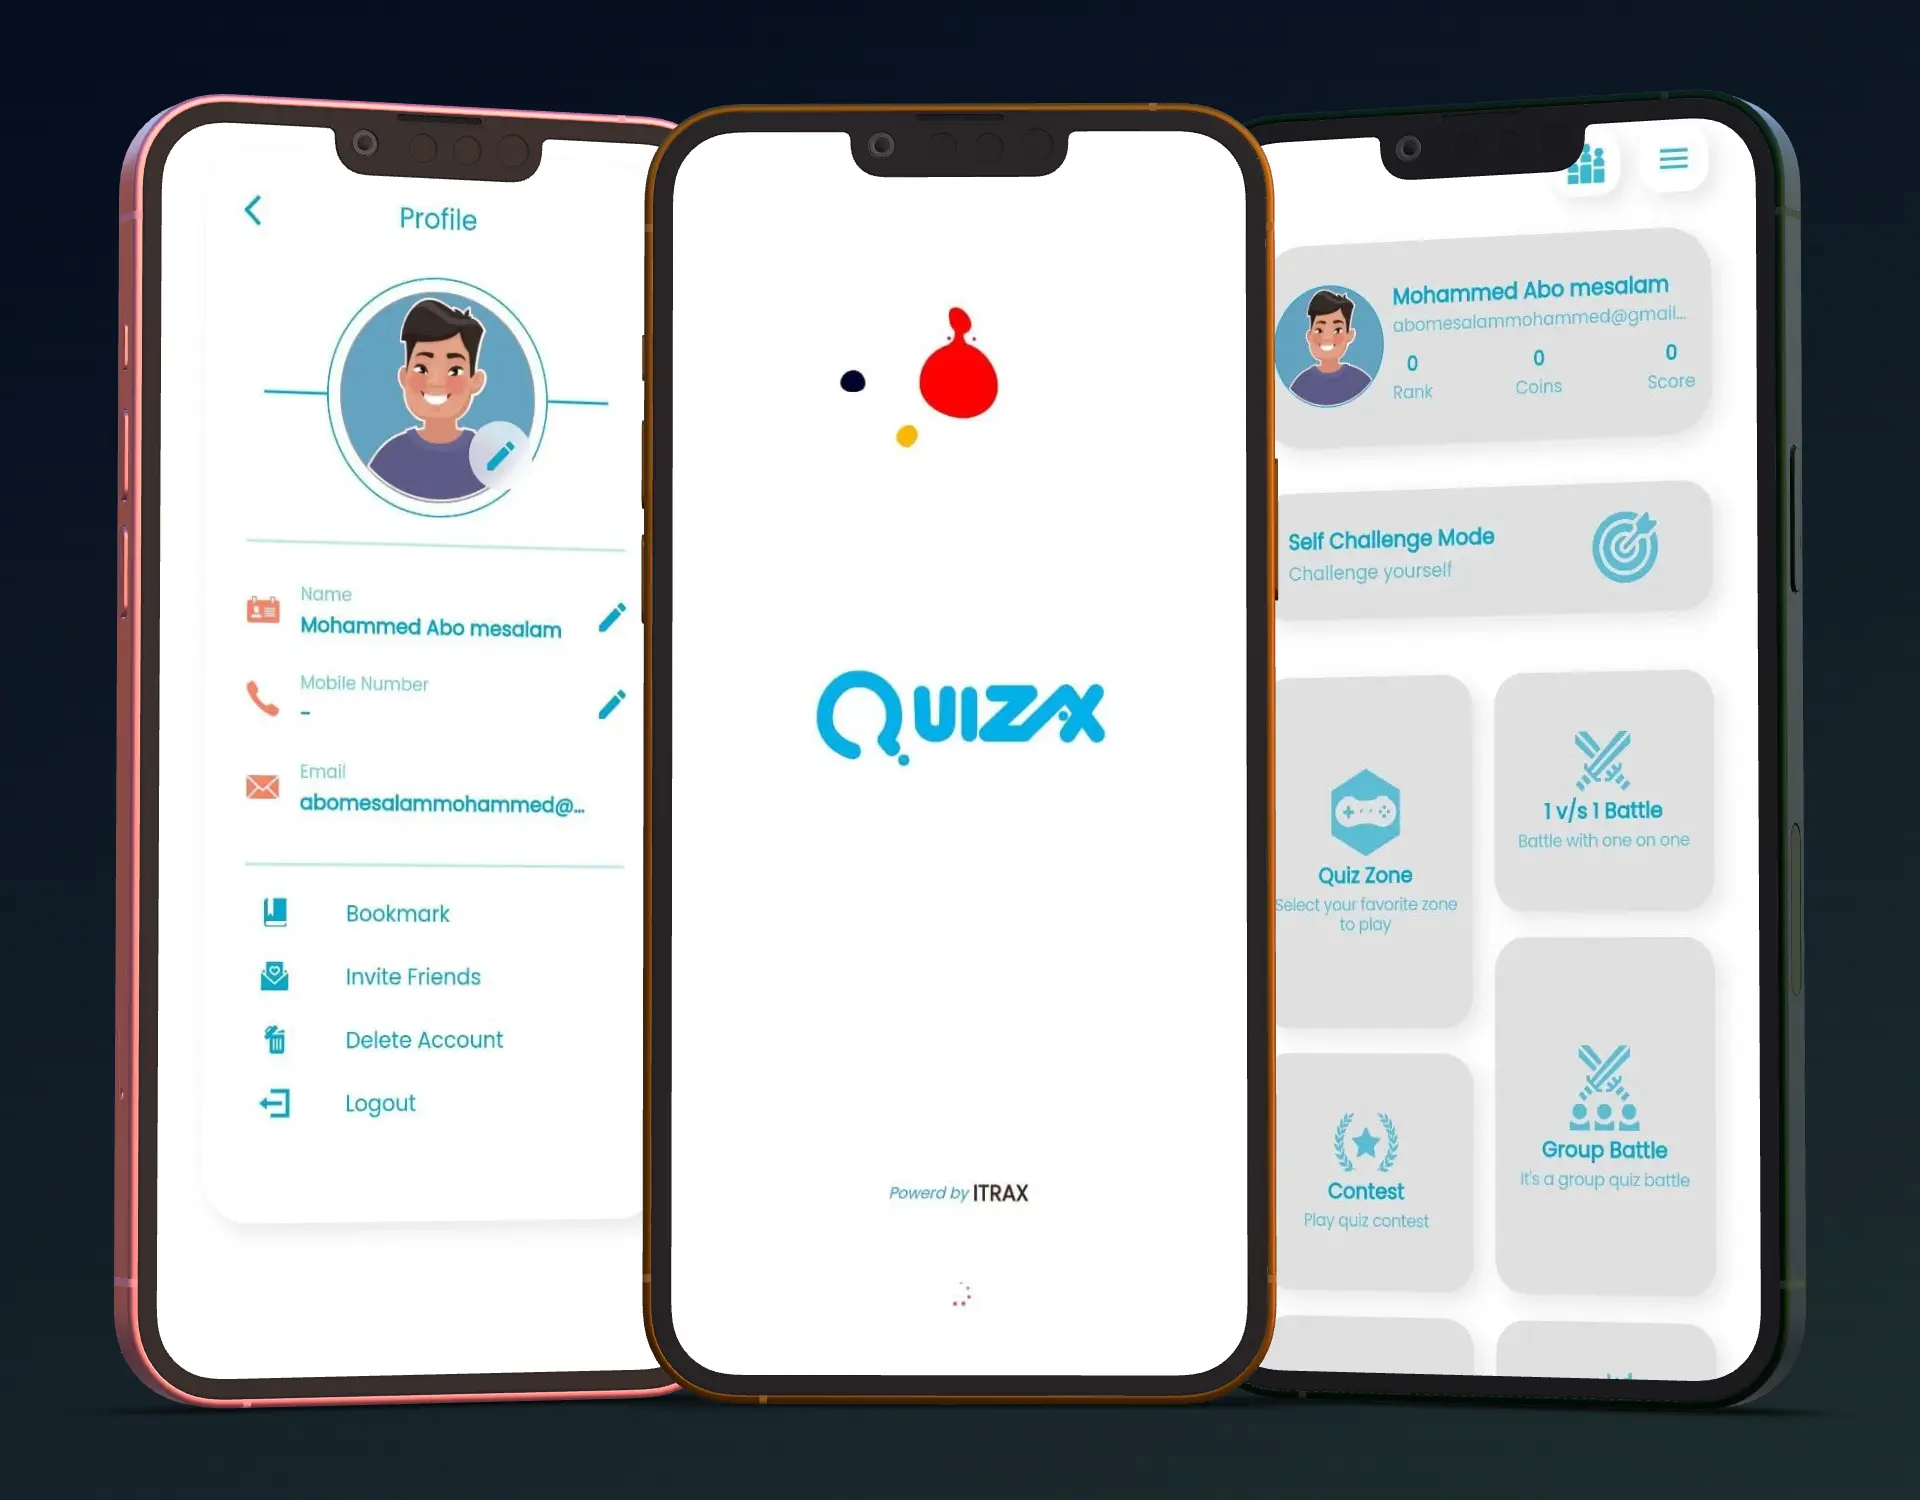 Profile
Name
Mohammed Abo mesalam
Mobile Number
-
Email
abomesalammohammed@...
Bookmark
Invite Friends
Delete Account
Logout
QUIZAX
Powerd by ITRAX
Mohammed Abo mesalam
abomesalammohammed@gmail...
0
0
0
Rank
Coins
Score
Self Challenge Mode
Challenge yourself
Quiz Zone
Select your favorite zone
to play
1 v/s 1 Battle
Battle with one on one
Contest
Play quiz contest
Group Battle
It's a group quiz battle